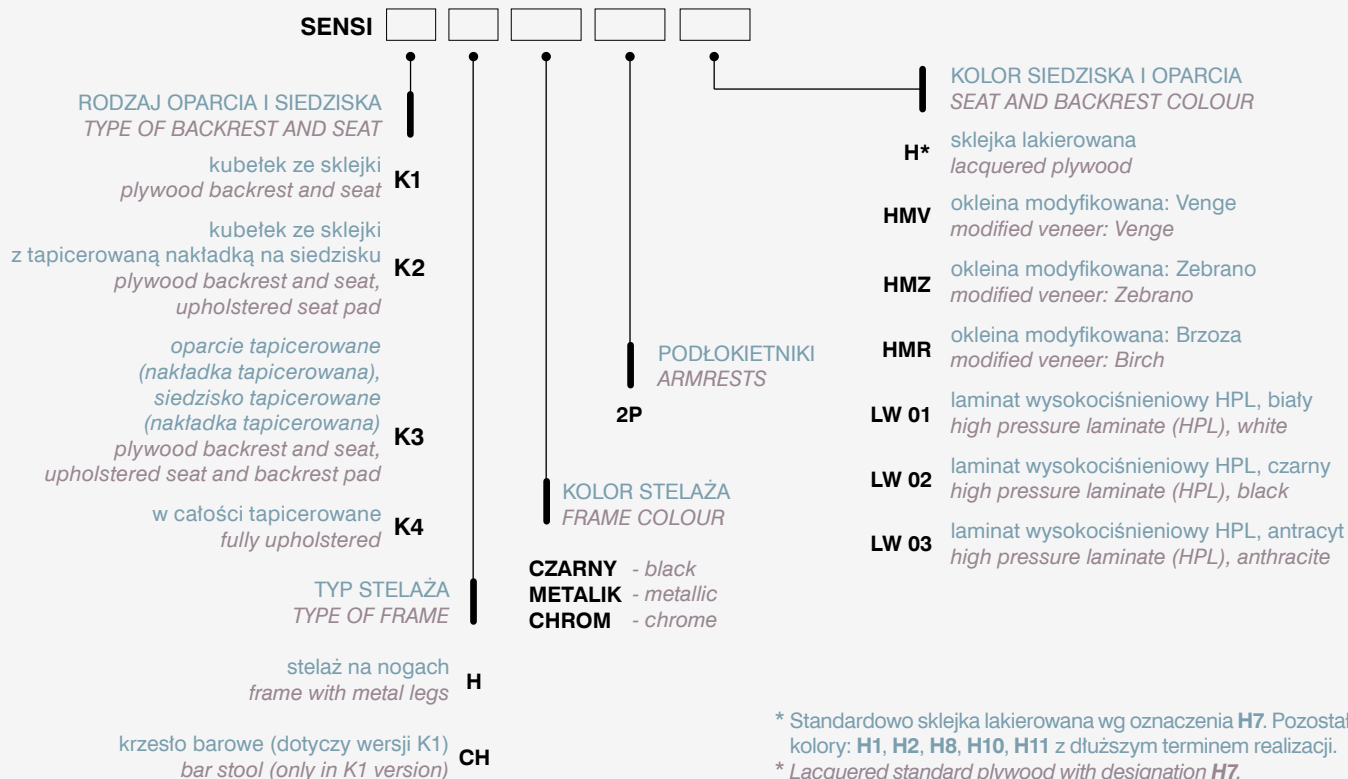 SENSI
RODZAJ OPARCIA I SIEDZISKA
TYPE OF BACKREST AND SEAT
kubełek ze sklejki
plywood backrest and seat
K1
kubełek ze sklejki
z tapicerowaną nakładką na siedzisku
plywood backrest and seat,
upholstered seat pad
K2
oparcie tapicerowane
(nakładka tapicerowana),
siedzisko tapicerowane
(nakładka tapicerowana)
plywood backrest and seat,
upholstered seat and backrest pad
K3
w całości tapicerowane
fully upholstered
K4
TYP STELAŻA
TYPE OF FRAME
stelaż na nogach
frame with metal legs
H
krzesło barowe (dotyczy wersji K1)
bar stool (only in K1 version)
CH
KOLOR STELAŻA
FRAME COLOUR
CZARNY - black
METALIK - metallic
CHROM - chrome
PODŁOKIETNIKI
ARMRESTS
2P
KOLOR SIEDZISKA I OPARCIA
SEAT AND BACKREST COLOUR
H* sklejka lakierowana
lacquered plywood
HMV okleina modyfikowana: Venge
modified veneer: Venge
HMZ okleina modyfikowana: Zebrano
modified veneer: Zebrano
HMR okleina modyfikowana: Brzoza
modified veneer: Birch
LW 01 laminat wysokociśnieniowy HPL, biały
high pressure laminate (HPL), white
LW 02 laminat wysokociśnieniowy HPL, czarny
high pressure laminate (HPL), black
LW 03 laminat wysokociśnieniowy HPL, antracyt
high pressure laminate (HPL), anthracite
* Standardowo sklejka lakierowana wg oznaczenia H7.
kolory: H1, H2, H8, H10, H11 z dłuższym terminem realizacji.
* Lacquered standard plywood with designation H7.